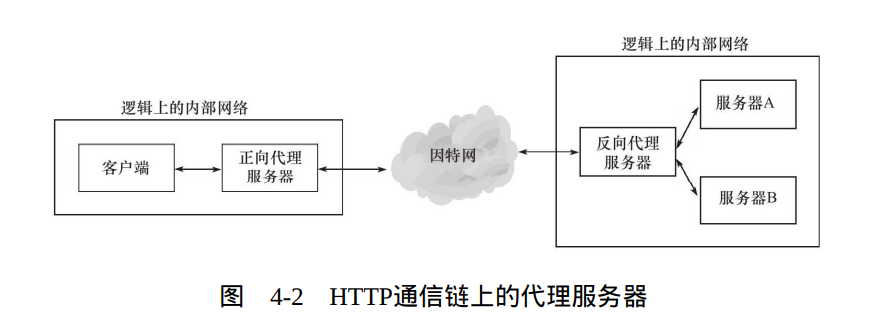 逻辑上的内部网络
客户端
正向代理
服务器
因特网
逻辑上的内部网络
反向代理
服务器
服务器A
服务器B
图 4-2 HTTP通信链上的代理服务器